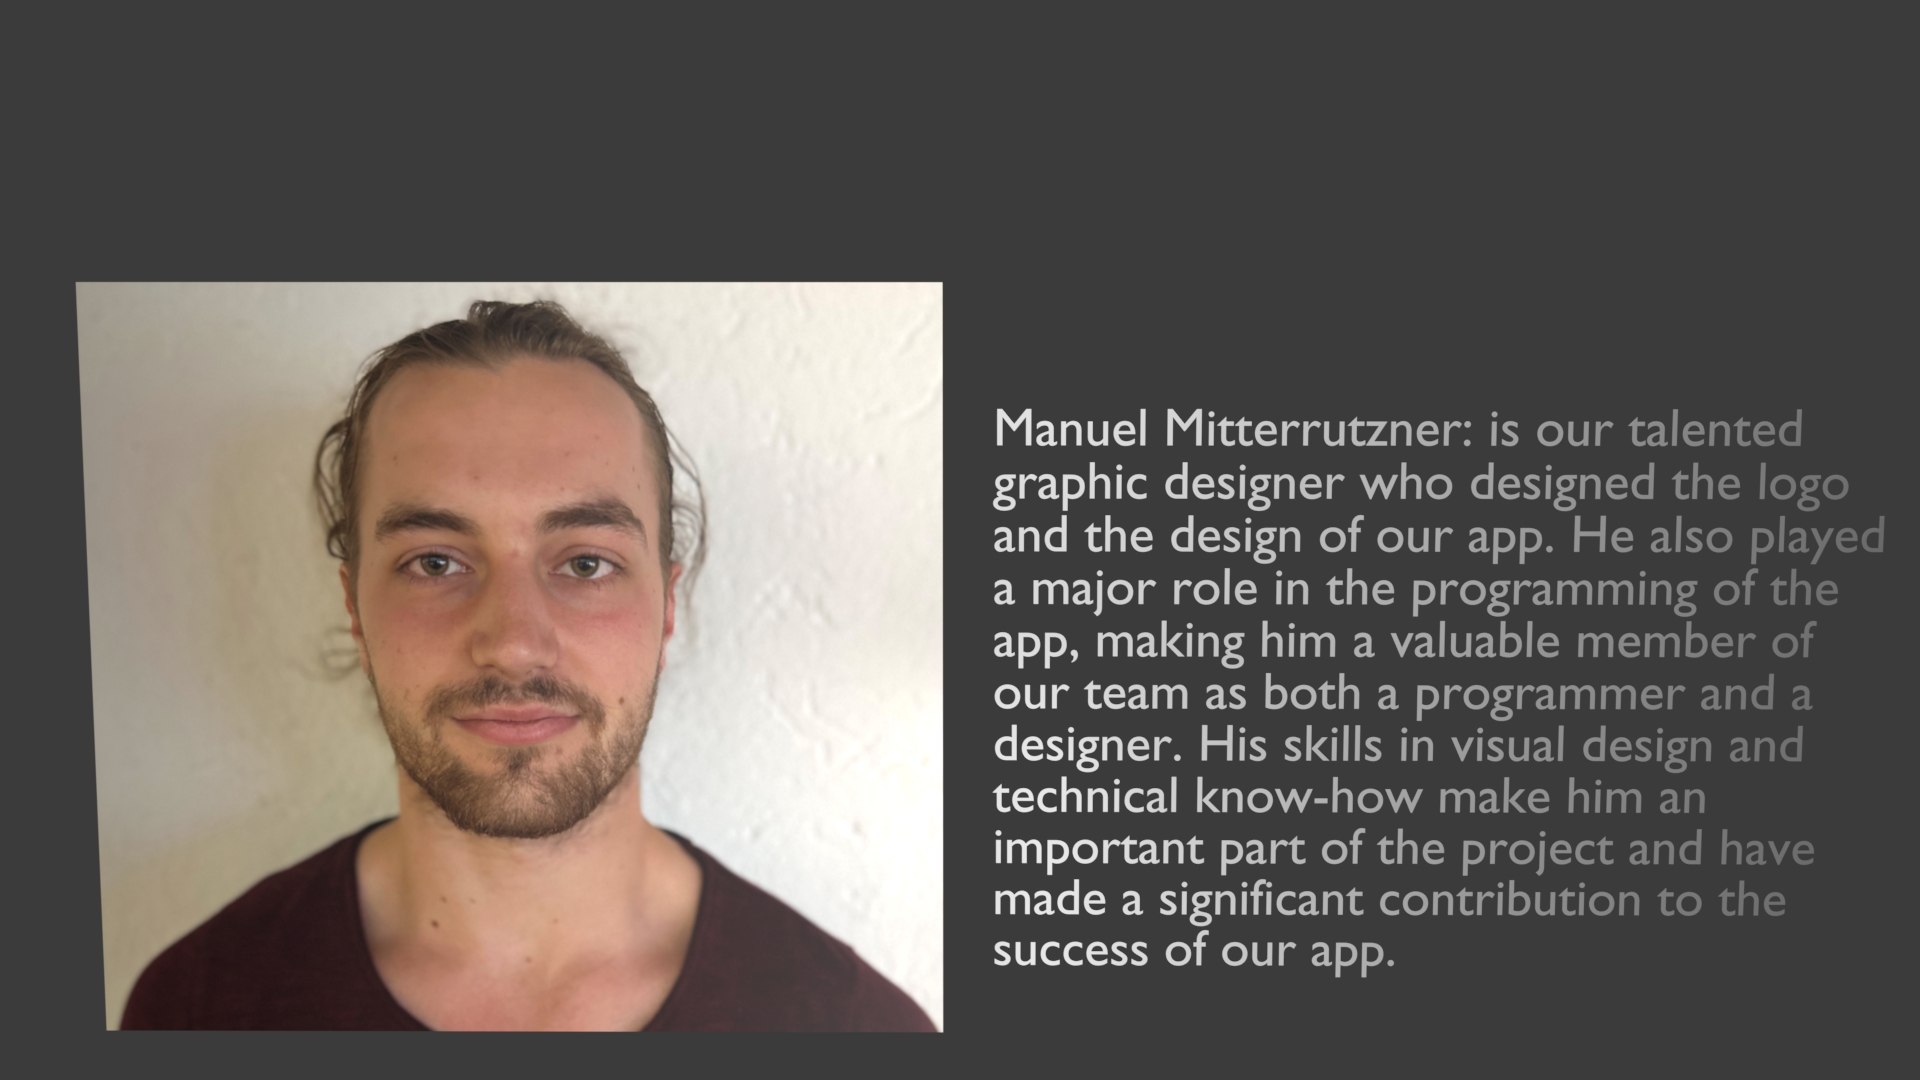 Manuel Mitterrutzner: is our talented
graphic designer who designed the logo
and the design of our app. He also played
a major role in the programming of the
app, making him a valuable member of
our team as both a programmer and a
designer. His skills in visual design and
technical know-how make him an
important part of the project and have
made a significant contribution to the
success of our app.